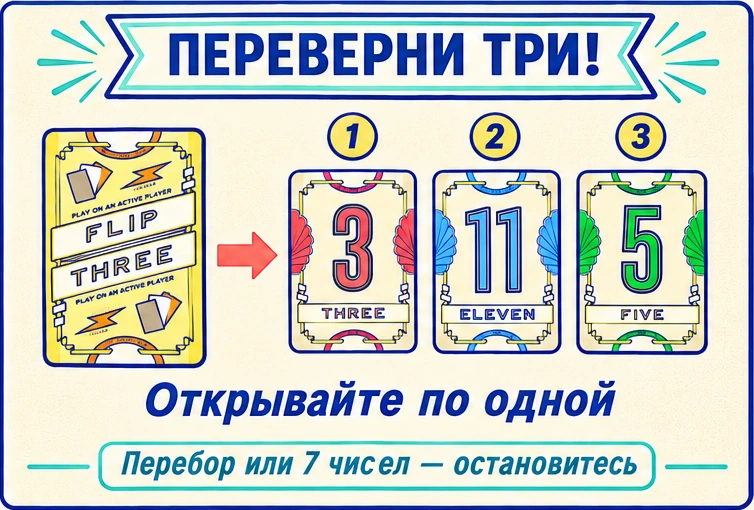 ПЕРЕВЕРНИ ТРИ!
PLAY ON AN ACTIVE PLAYER
FLIP
THREE
PLAY ON AN ACTIVE PLAYER
1
3
THREE
2
11
ELEVEN
3
5
FIVE
Открывайте по одной
Перебор или 7 чисел — остановитесь